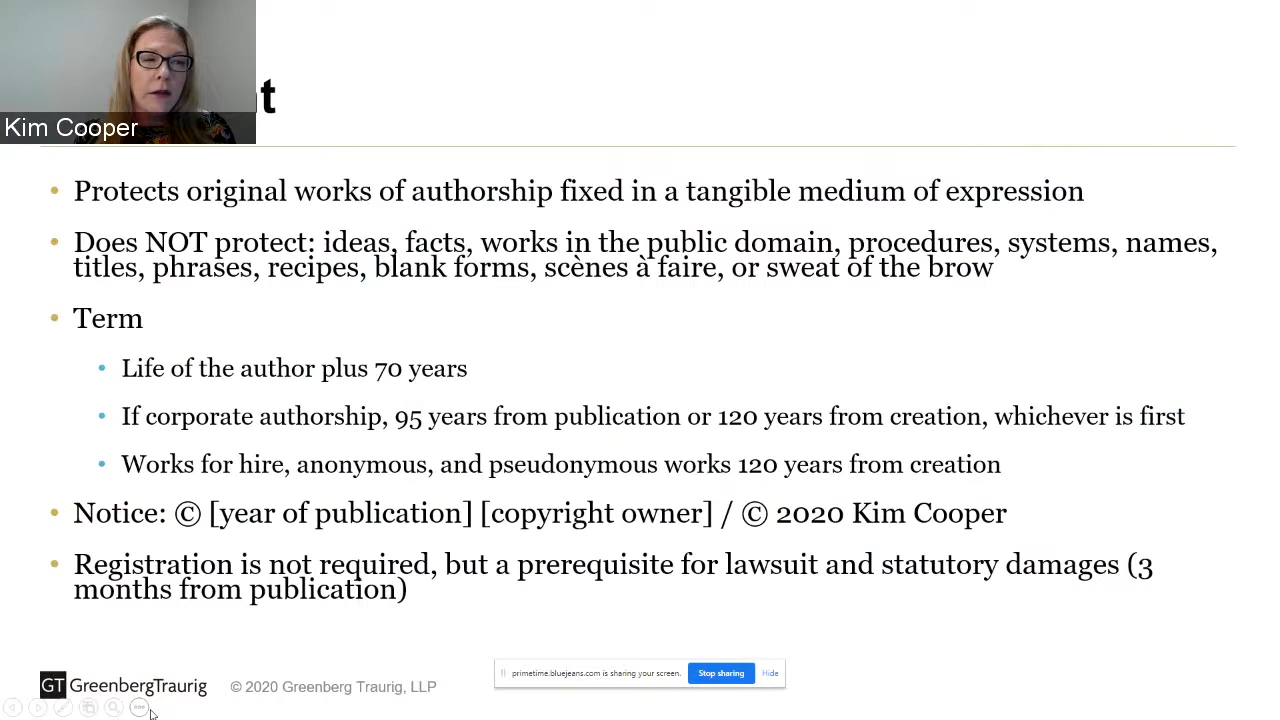 Kim Cooper
Protects original works of authorship fixed in a tangible medium of expression
Does NOT protect: ideas, facts, works in the public domain, procedures, systems, names,
titles, phrases, recipes, blank forms, scènes à faire, or sweat of the brow
Term
Life of the author plus 70 years
If corporate authorship, 95 years from publication or 120 years from creation, whichever is first
Works for hire, anonymous, and pseudonymous works 120 years from creation
Notice: © [year of publication] [copyright owner] / © 2020 Kim Cooper
Registration is not required, but a prerequisite for lawsuit and statutory damages (3
months from publication)
primetime.bluejeans.com is sharing your screen. Stop sharing Hide
GT GreenbergTraurig © 2020 Greenberg Traurig, LLP